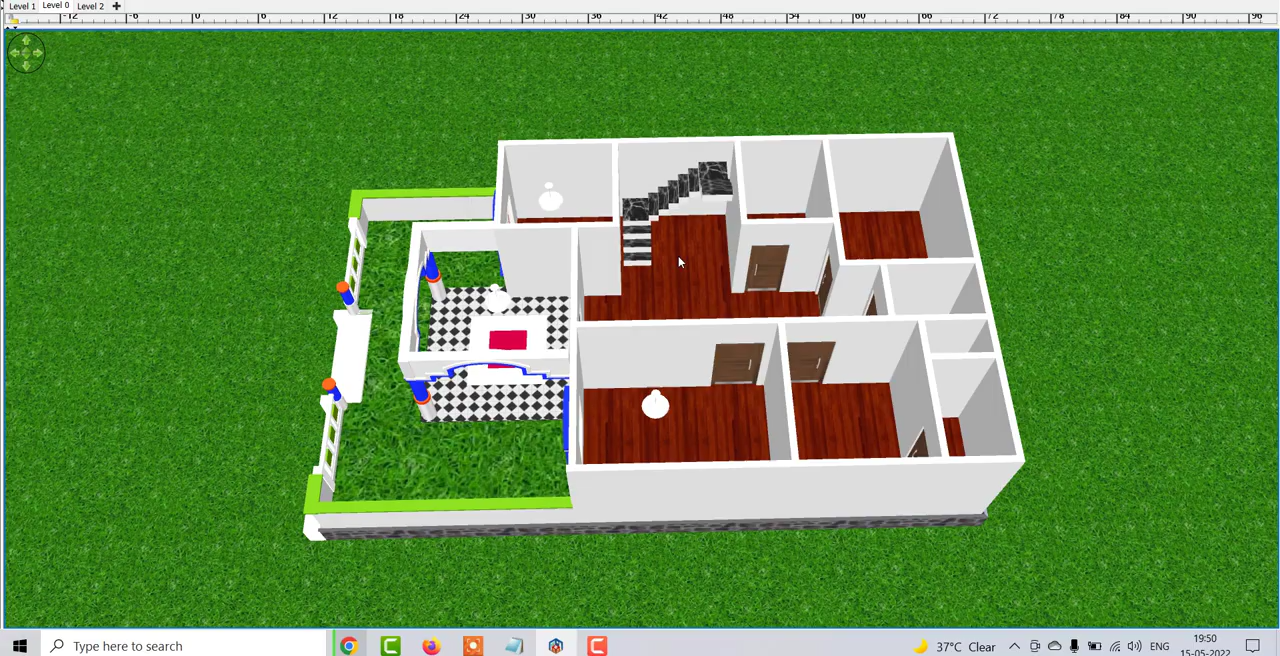 Level 1 Level 0 Level 2
-12 -6 0 6 12 18 24 30 36 42 48 54 60 66 72 78 84 90 96
Type here to search
37°C Clear
ENG
19:50
15-05-2022